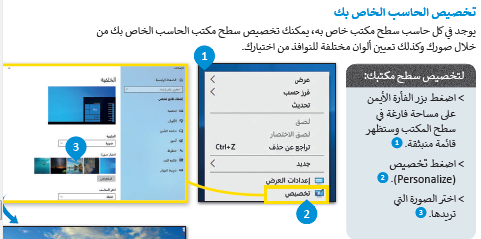 تخصيص الحاسب الخاص بك
يوجد في كل حاسب سطح مكتب خاص به، يمكنك تخصيص سطح مكتب الحاسب الخاص بك من
خلال صورك وكذلك تعيين ألوان مختلفة للنوافذ من اختيارك.
لتخصيص سطح مكتبك:
> اضغط بزر الفأرة الأيمن
على مساحة فارغة في
سطح المكتب وستظهر
قائمة منبثقة. 1
> اضغط تخصيص
(Personalize). 2
> اختر الصورة التي
تريدها. 3
1
عرض
فرز حسب
تحديث
لصق
لصق الاختصار
تراجع عن حذف Ctrl+Z
جديد
إعدادات العرض
تخصيص
2
الخلفية
3